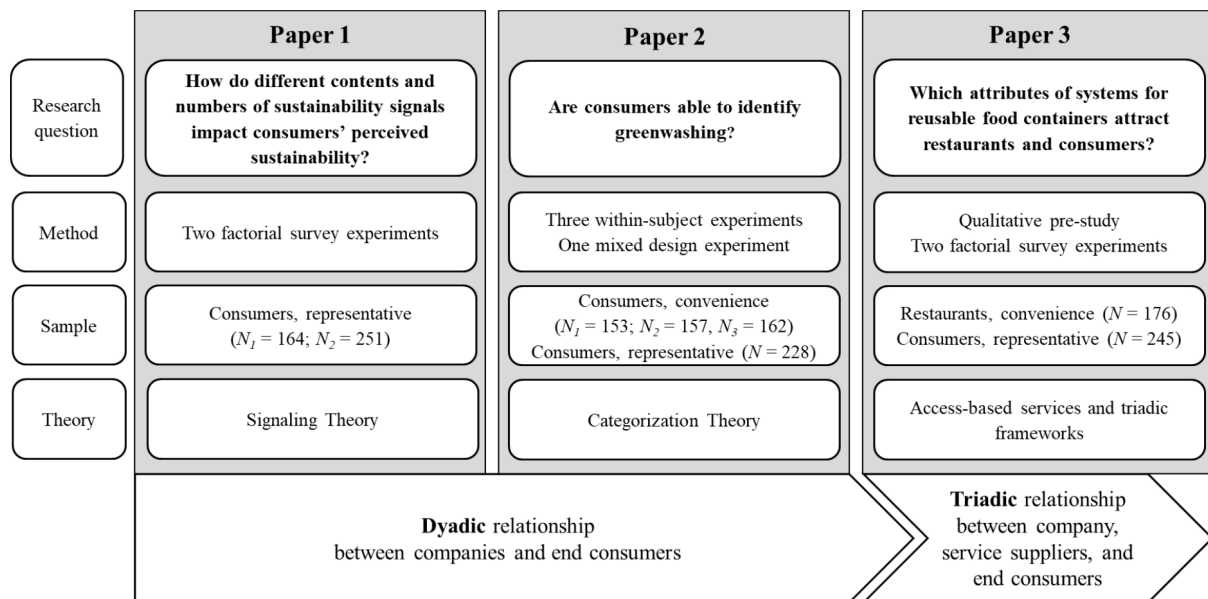 Paper 1
Paper 2
Paper 3
Research
question
How do different contents and
numbers of sustainability signals
impact consumers' perceived
sustainability?
Are consumers able to identify
greenwashing?
Which attributes of systems for
reusable food containers attract
restaurants and consumers?
Method
Two factorial survey experiments
Three within-subject experiments
One mixed design experiment
Qualitative pre-study
Two factorial survey experiments
Sample
Consumers, representative
(N1 = 164; N2 = 251)
Consumers, convenience
(N1 = 153; N2 = 157, N3 = 162)
Consumers, representative (N = 228)
Restaurants, convenience (N = 176)
Consumers, representative (N = 245)
Theory
Signaling Theory
Categorization Theory
Access-based services and triadic
frameworks
Dyadic relationship
between companies and end consumers
Triadic relationship
between company,
service suppliers, and
end consumers